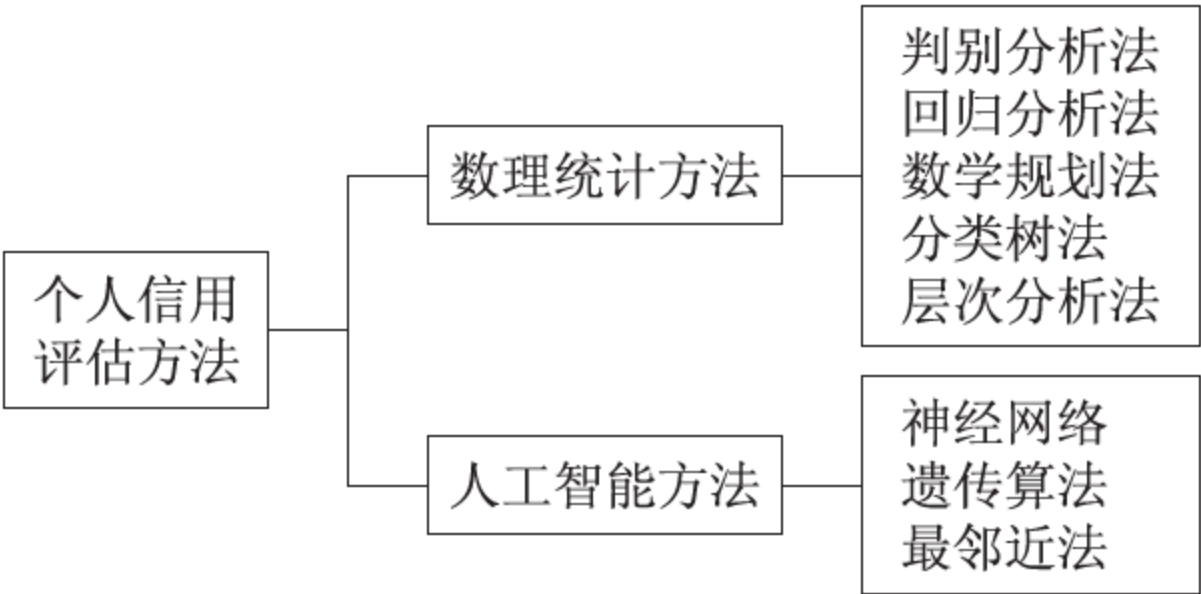 个人信用
评估方法
数理统计方法
判别分析法
回归分析法
数学规划法
分类树法
层次分析法
人工智能方法
神经网络
遗传算法
最邻近法